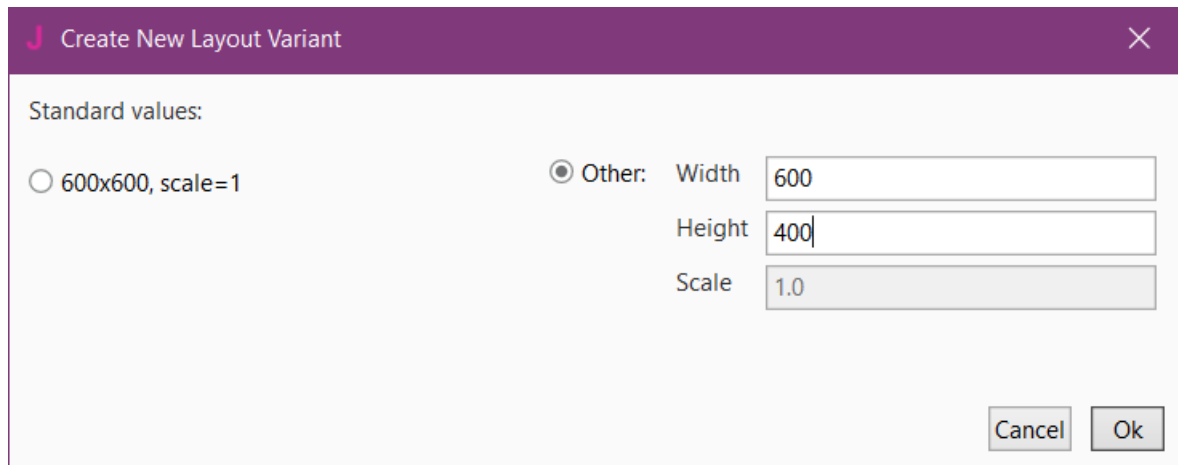 J Create New Layout Variant
Standard values:
600x600, scale=1
Other: Width 600
Height 400
Scale 1.0
Cancel Ok